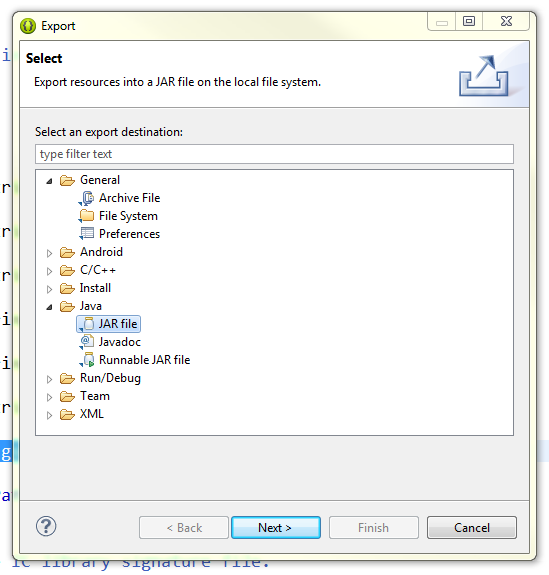 Export
Select
Export resources into a JAR file on the local file system.
Select an export destination:
type filter text
General
Archive File
File System
Preferences
Android
C/C++
Install
Java
JAR file
Javadoc
Runnable JAR file
Run/Debug
Team
XML
? < Back Next > Finish Cancel
library signature file.